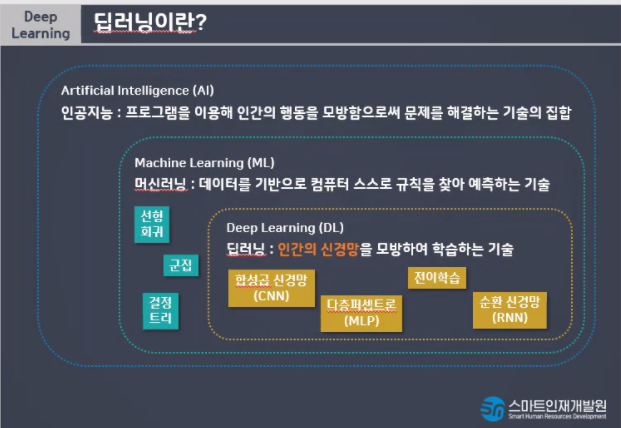 Deep
Learning
딥러닝이란?
Artificial Intelligence (AI)
인공지능 : 프로그램을 이용해 인간의 행동을 모방함으로써 문제를 해결하는 기술의 집합
Machine Learning (ML)
머신러닝 : 데이터를 기반으로 컴퓨터 스스로 규칙을 찾아 예측하는 기술
선형
회귀
군집
결정
트리
Deep Learning (DL)
딥러닝 : 인간의 신경망을 모방하여 학습하는 기술
합성곱 신경망
(CNN)
다층퍼셉트론
(MLP)
전이학습
순환 신경망
(RNN)
스마트인재개발원
Smart Human Resources Development